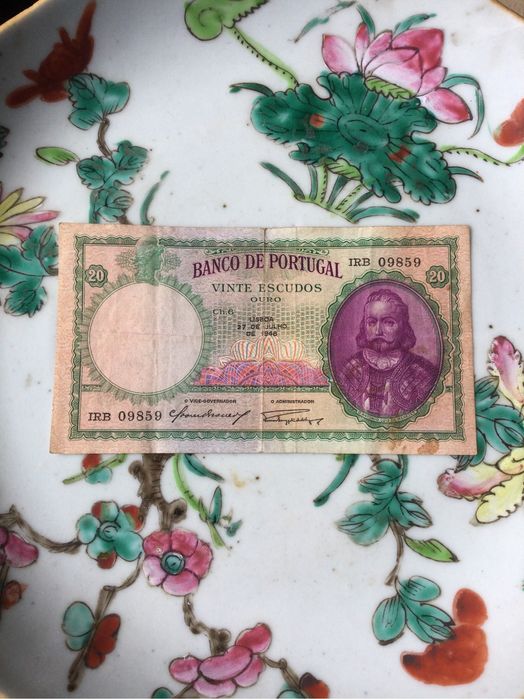 BANCO DE PORTUGAL
IRB 09859
20
20
VINTE ESCUDOS
OURO
Ch.6
LISBOA
27 DE JULHO
DE 1948
O VICE-GOVERNADOR
O ADMINISTRADOR
IRB 09859